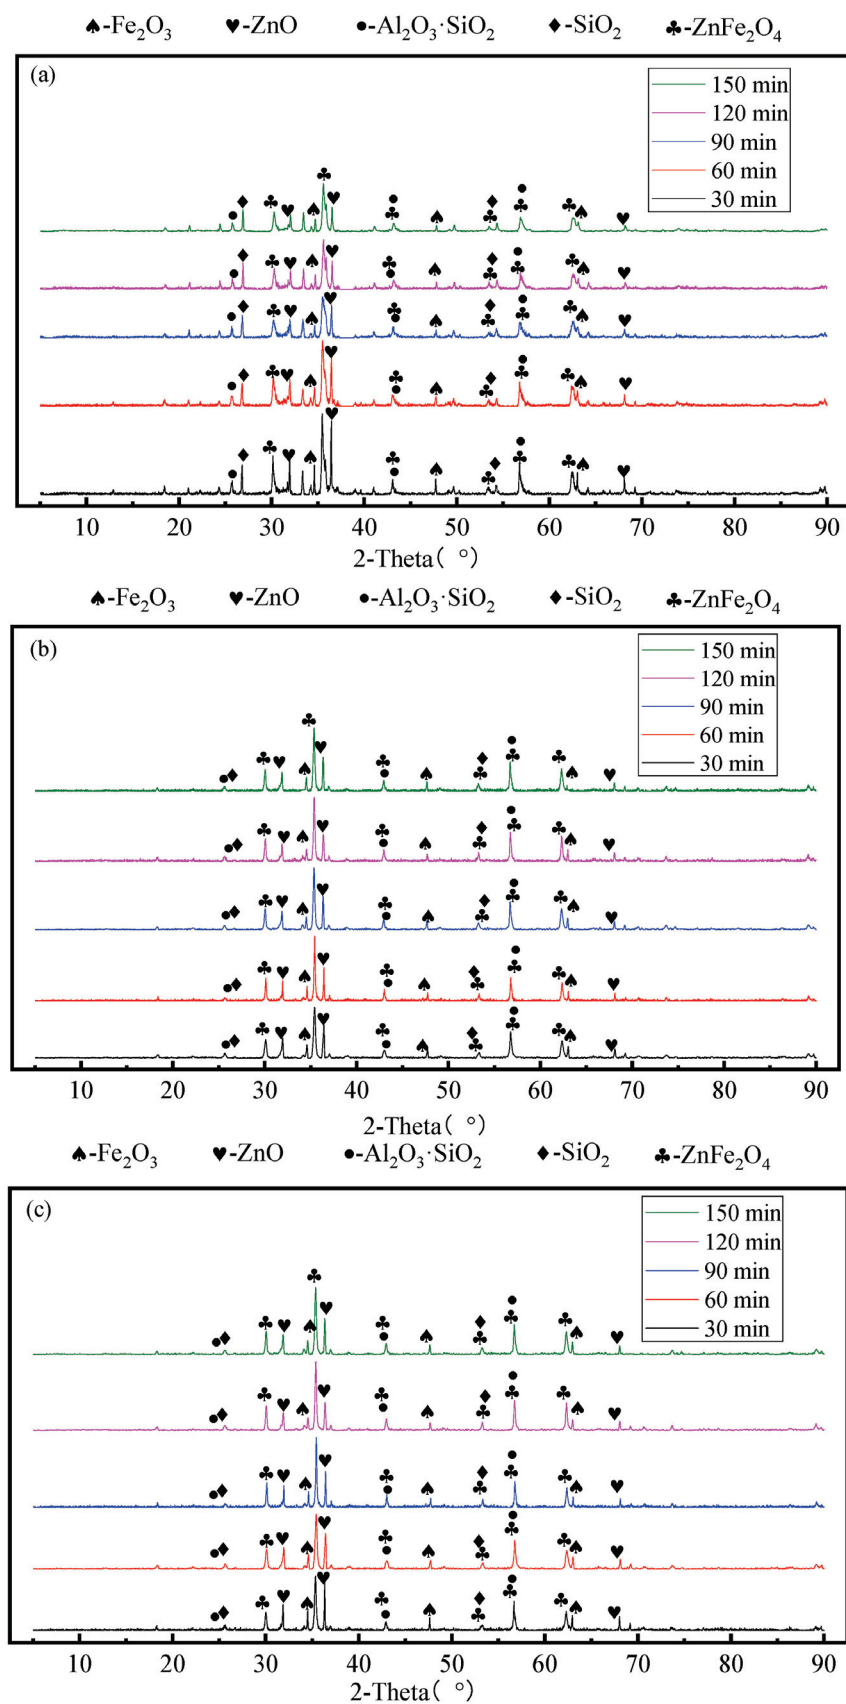 ♠-Fe₂O₃ ♥-ZnO ●-Al₂O₃·SiO₂ ♦-SiO₂ ♣-ZnFe₂O₄
(a)
150 min
120 min
90 min
60 min
30 min
10 20 30 40 50 60 70 80 90
2-Theta( °)
♠-Fe₂O₃ ♥-ZnO ●-Al₂O₃·SiO₂ ♦-SiO₂ ♣-ZnFe₂O₄
(b)
150 min
120 min
90 min
60 min
30 min
10 20 30 40 50 60 70 80 90
2-Theta( °)
♠-Fe₂O₃ ♥-ZnO ●-Al₂O₃·SiO₂ ♦-SiO₂ ♣-ZnFe₂O₄
(c)
150 min
120 min
90 min
60 min
30 min
10 20 30 40 50 60 70 80 90
2-Theta( °)